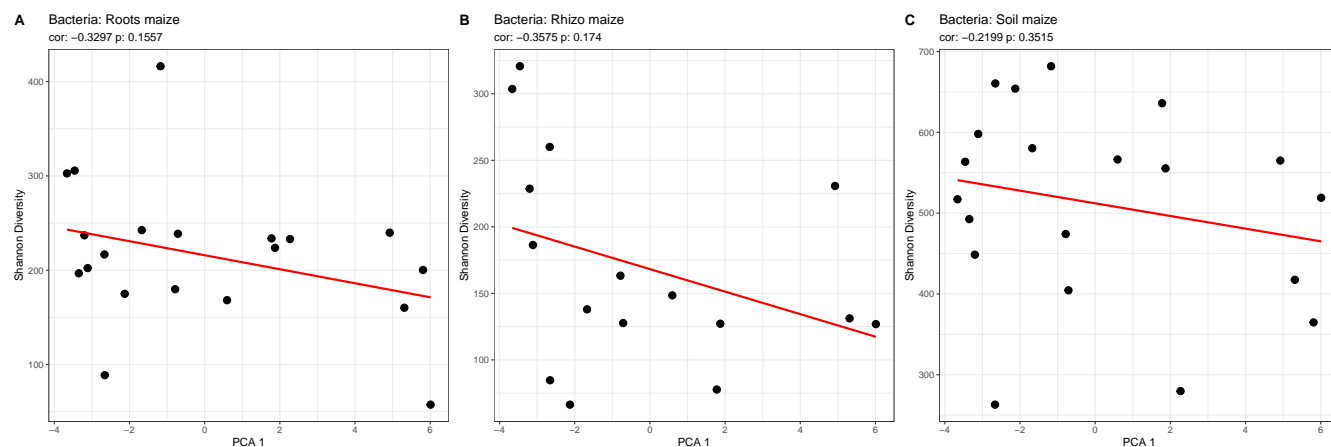 A
Bacteria: Roots maize
cor: −0.3297 p: 0.1557
400
300
200
100
Shannon Diversity
−4
−2
0
2
4
6
PCA 1
B
Bacteria: Rhizo maize
cor: −0.3575 p: 0.174
300
250
200
150
100
Shannon Diversity
−4
−2
0
2
4
6
PCA 1
C
Bacteria: Soil maize
cor: −0.2199 p: 0.3515
700
600
500
400
300
Shannon Diversity
−4
−2
0
2
4
6
PCA 1